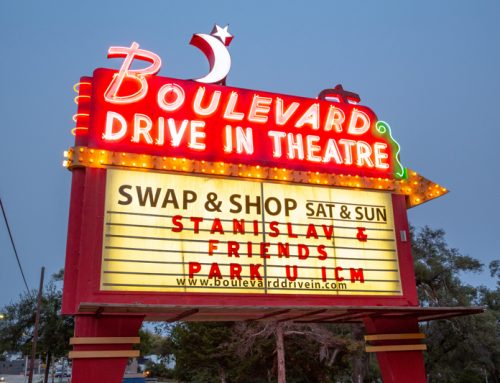 BOULEVARD
DRIVE IN THEATRE
SWAP & SHOP SAT & SUN
STANISLAV &
FRIENDS
PARK U ICM
www.boulevarddrivein.com